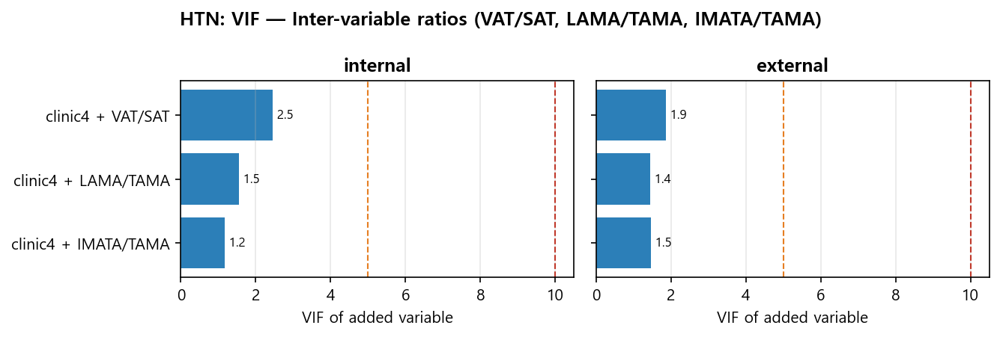 HTN: VIF — Inter-variable ratios (VAT/SAT, LAMA/TAMA, IMATA/TAMA)
internal
external
clinic4 + VAT/SAT
2.5
1.9
clinic4 + LAMA/TAMA
1.5
1.4
clinic4 + IMATA/TAMA
1.2
1.5
0 2 4 6 8 10
0 2 4 6 8 10
VIF of added variable
VIF of added variable